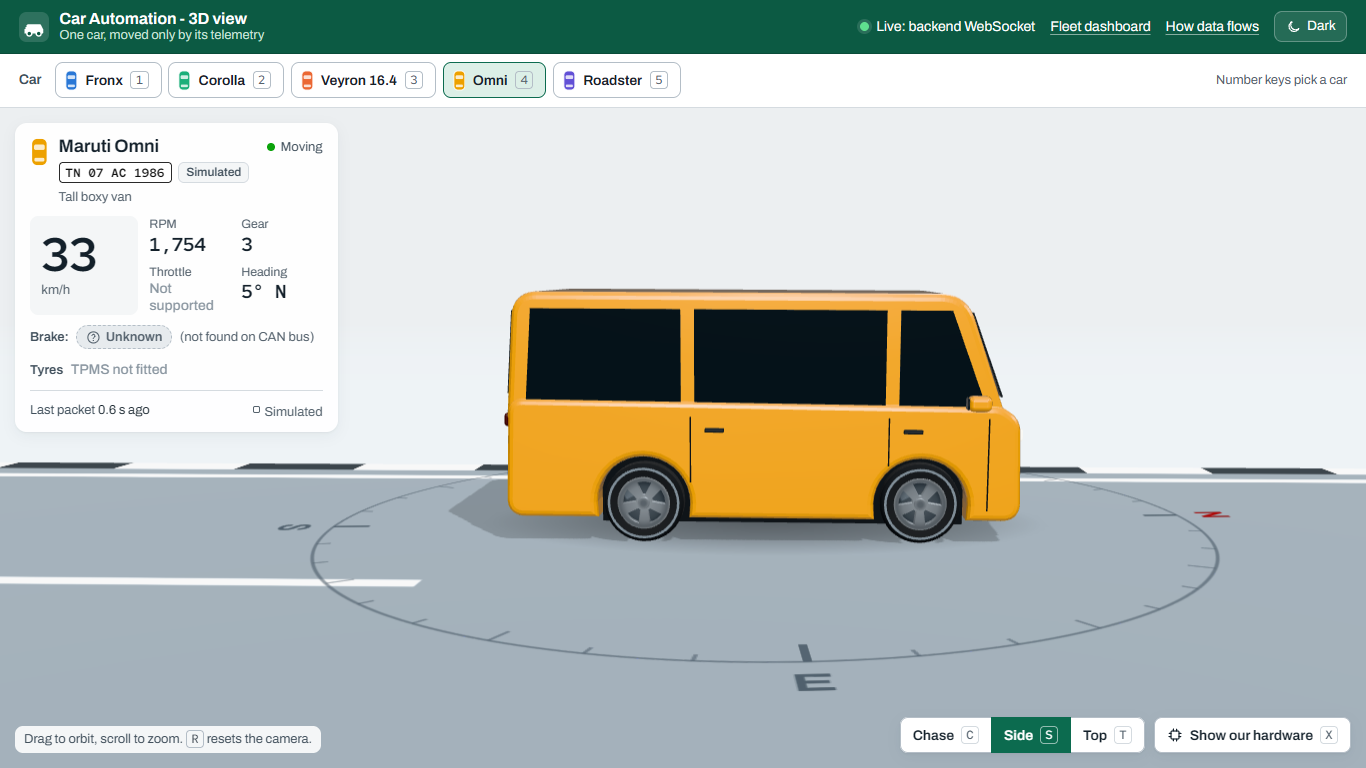 Car Automation - 3D view
One car, moved only by its telemetry
Live: backend WebSocket
Fleet dashboard
How data flows
Dark
Car
Fronx 1
Corolla 2
Veyron 16.4 3
Omni 4
Roadster 5
Number keys pick a car
Maruti Omni
Moving
TN 07 AC 1986
Simulated
Tall boxy van
33
km/h
RPM
1,754
Gear
3
Throttle
Not
supported
Heading
5° N
Brake: Unknown (not found on CAN bus)
Tyres TPMS not fitted
Last packet 0.6 s ago
Simulated
S
N
E
Drag to orbit, scroll to zoom. R resets the camera.
Chase C
Side S
Top T
Show our hardware X